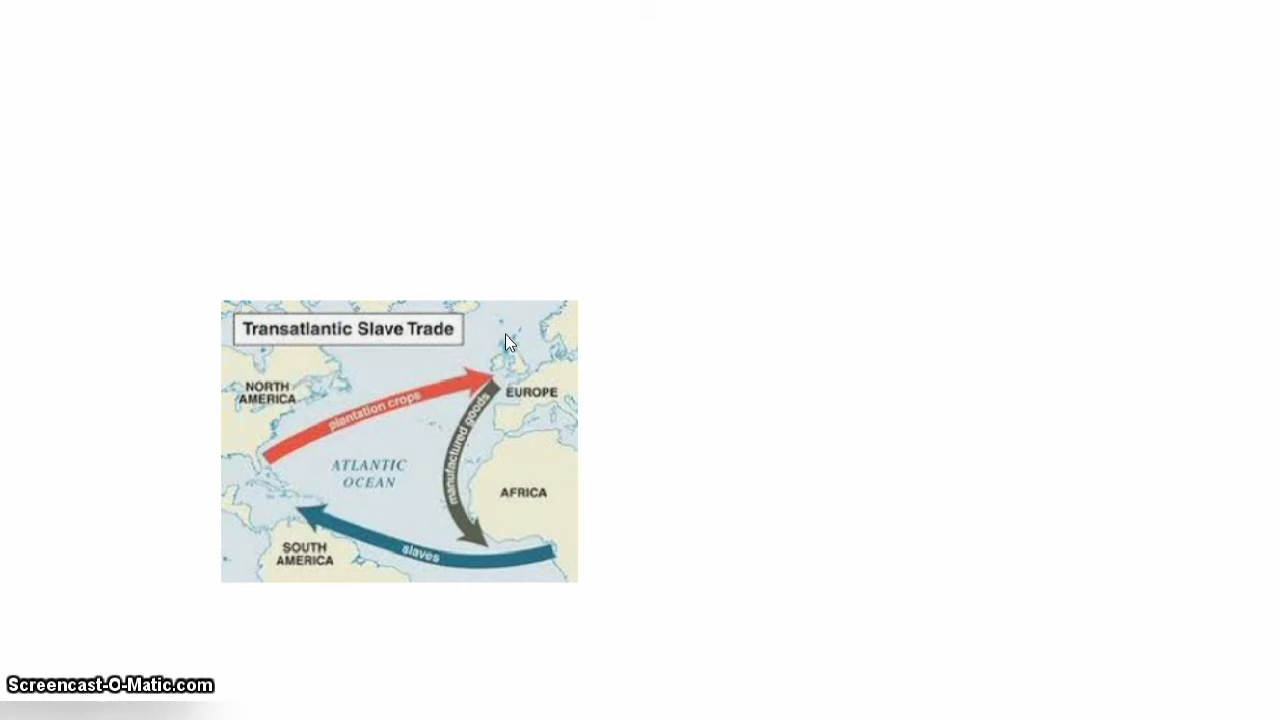 Transatlantic Slave Trade
NORTH
AMERICA
EUROPE
plantation crops
manufactured goods
ATLANTIC
OCEAN
AFRICA
SOUTH
AMERICA
slaves
Screencast-O-Matic.com